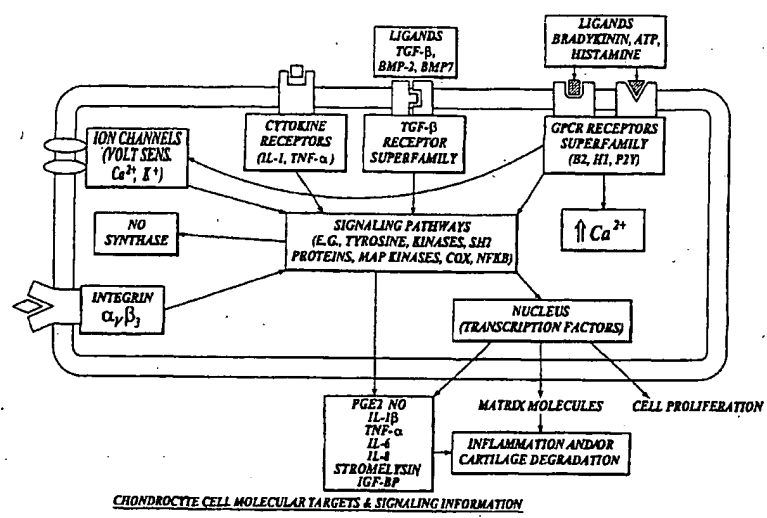 LIGANDS
TGF-β,
BMP-2, BMP7
LIGANDS
BRADYKININ, ATP,
HISTAMINE
ION CHANNELS
(VOLT SENS.
Ca²⁺, K⁺)
CYTOKINE
RECEPTORS
(IL-1, TNF-α)
TGF-β
RECEPTOR
SUPERFAMILY
GPCR RECEPTORS
SUPERFAMILY
(B2, H1, P2Y)
NO
SYNTHASE
SIGNALING PATHWAYS
(E.G., TYROSINE, KINASES, SH2
PROTEINS, MAP KINASES, COX, NFKB)
⇑Ca²⁺
INTEGRIN
αᵧβ₃
NUCLEUS
(TRANSCRIPTION FACTORS)
PGE2 NO
IL-1β
TNF-α
IL-6
IL-8
STROMELYSIN
IGF-BP
MATRIX MOLECULES
CELL PROLIFERATION
INFLAMMATION AND/OR
CARTILAGE DEGRADATION
CHONDROCYTE CELL MOLECULAR TARGETS & SIGNALING INFORMATION